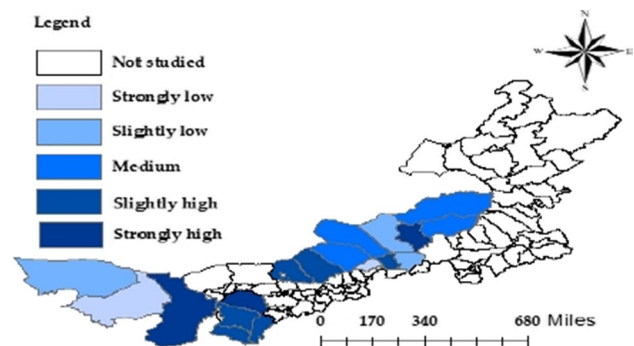 Legend
Not studied
Strongly low
Slightly low
Medium
Slightly high
Strongly high
N
W
E
S
0 170 340 680 Miles